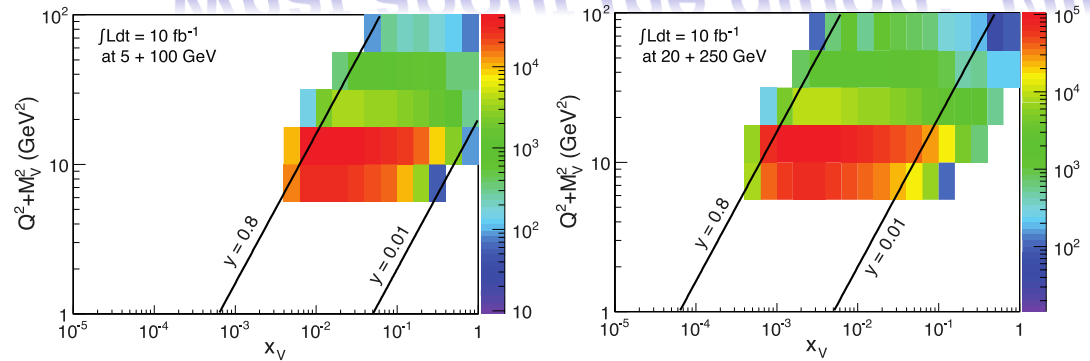 ∫Ldt = 10 fb⁻¹
at 5 + 100 GeV
y = 0.8
y = 0.01
Q²+M²_V (GeV²)
10²
10
1
10⁻⁵ 10⁻⁴ 10⁻³ 10⁻² 10⁻¹ 1
x_V
10⁴
10³
10²
10
∫Ldt = 10 fb⁻¹
at 20 + 250 GeV
y = 0.8
y = 0.01
Q²+M²_V (GeV²)
10²
10
1
10⁻⁵ 10⁻⁴ 10⁻³ 10⁻² 10⁻¹ 1
x_V
10⁵
10⁴
10³
10²